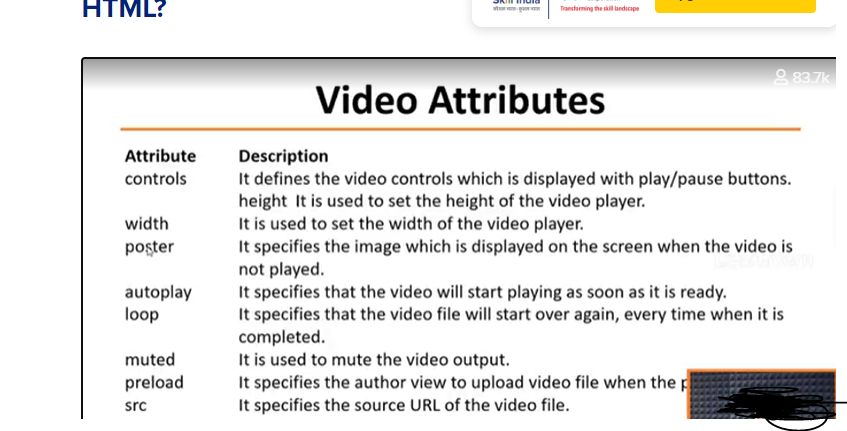 HTML?
Skill India
Transforming the skill landscape
83.7k
Video Attributes
Attribute Description
controls It defines the video controls which is displayed with play/pause buttons.
height It is used to set the height of the video player.
width It is used to set the width of the video player.
poster It specifies the image which is displayed on the screen when the video is
not played.
autoplay It specifies that the video will start playing as soon as it is ready.
loop It specifies that the video file will start over again, every time when it is
completed.
muted It is used to mute the video output.
preload It specifies the author view to upload video file when the
src It specifies the source URL of the video file.